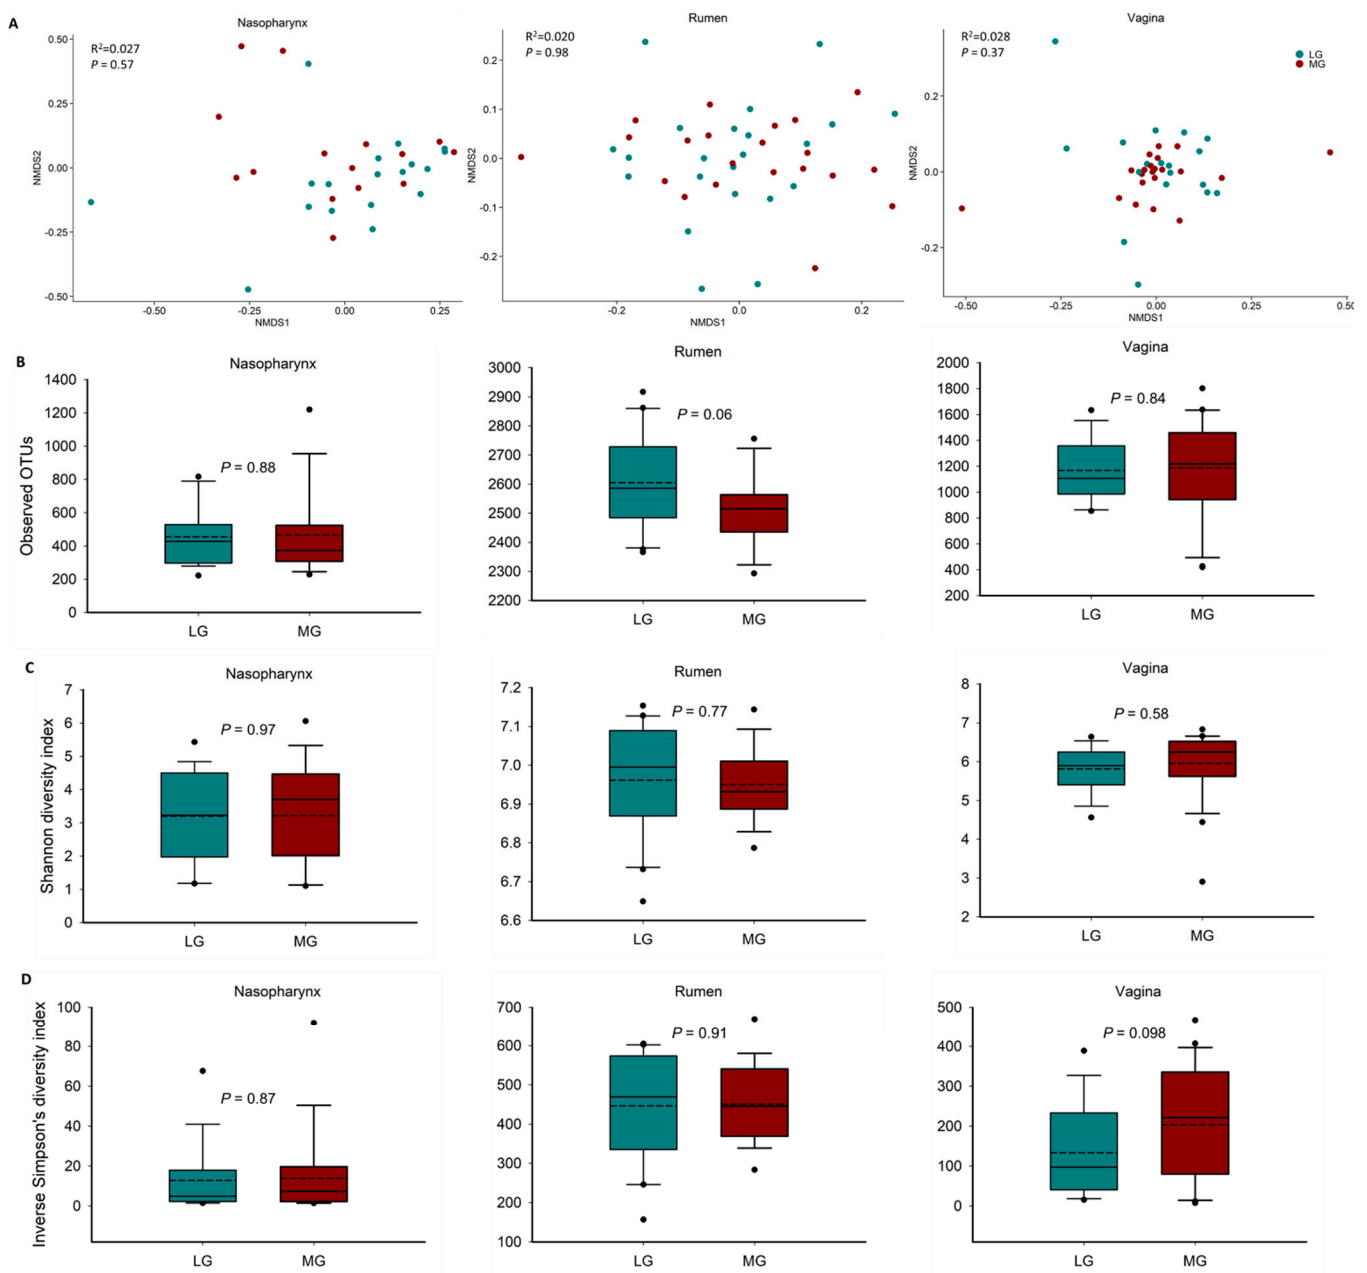 A
Nasopharynx
Rumen
Vagina
R²=0.027
P = 0.57
R²=0.020
P = 0.98
R²=0.028
P = 0.37
LG
MG
NMDS2
0.50
0.25
0.00
-0.25
-0.50
-0.50
-0.25
0.00
0.25
NMDS1
NMDS2
0.2
0.1
0.0
-0.1
-0.2
-0.2
0.0
0.2
NMDS1
NMDS2
0.2
0.0
-0.2
-0.50
-0.25
0.00
0.25
0.50
NMDS1
B
Nasopharynx
Observed OTUs
1400
1200
1000
800
600
400
200
0
P = 0.88
LG MG
Rumen
3000
2900
2800
2700
2600
2500
2400
2300
2200
P = 0.06
LG MG
Vagina
2000
1800
1600
1400
1200
1000
800
600
400
200
P = 0.84
LG MG
C
Nasopharynx
Shannon diversity index
7
6
5
4
3
2
1
0
P = 0.97
LG MG
Rumen
7.2
7.1
7.0
6.9
6.8
6.7
6.6
P = 0.77
LG MG
Vagina
8
7
6
5
4
3
2
P = 0.58
LG MG
D
Nasopharynx
Inverse Simpson's diversity index
100
80
60
40
20
0
P = 0.87
LG MG
Rumen
700
600
500
400
300
200
100
P = 0.91
LG MG
Vagina
500
400
300
200
100
0
P = 0.098
LG MG